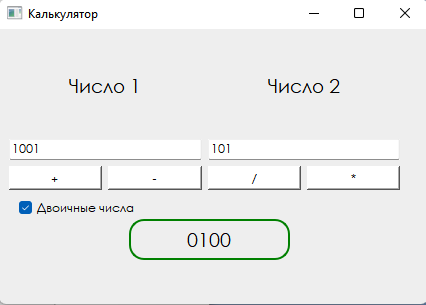 Калькулятор
Число 1 Число 2
1001 101
+ - / *
Двоичные числа
0100